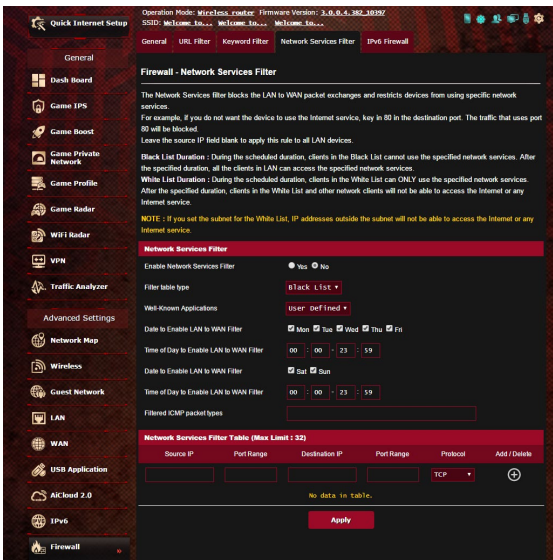 Quick Internet Setup
Operation Mode: Wireless router Firmware Version: 3.0.0.4.382_10397
SSID: Welcome to... Welcome to... Welcome to...
General URL Filter Keyword Filter Network Services Filter IPv6 Firewall
General
Dash Board
Game IPS
Game Boost
Game Private
Network
Game Profile
Game Radar
WiFi Radar
VPN
Traffic Analyzer
Advanced Settings
Network Map
Wireless
Guest Network
LAN
WAN
USB Application
AiCloud 2.0
IPv6
Firewall
Firewall - Network Services Filter
The Network Services filter blocks the LAN to WAN packet exchanges and restricts devices from using specific network
services.
For example, if you do not want the device to use the Internet service, key in 80 in the destination port. The traffic that uses port
80 will be blocked.
Leave the source IP field blank to apply this rule to all LAN devices.
Black List Duration : During the scheduled duration, clients in the Black List cannot use the specified network services. After
the specified duration, all the clients in LAN can access the specified network services.
White List Duration : During the scheduled duration, clients in the White List can ONLY use the specified network services.
After the specified duration, clients in the White List and other network clients will not be able to access the Internet or any
Internet service.
NOTE : If you set the subnet for the White List, IP addresses outside the subnet will not be able to access the Internet or any
Internet service.
Network Services Filter
Enable Network Services Filter Yes No
Filter table type Black List
Well-Known Applications User Defined
Date to Enable LAN to WAN Filter Mon Tue Wed Thu Fri
Time of Day to Enable LAN to WAN Filter 00 : 00 - 23 : 59
Date to Enable LAN to WAN Filter Sat Sun
Time of Day to Enable LAN to WAN Filter 00 : 00 - 23 : 59
Filtered ICMP packet types
Network Services Filter Table (Max Limit : 32)
Source IP Port Range Destination IP Port Range Protocol Add / Delete
TCP
No data in table.
Apply